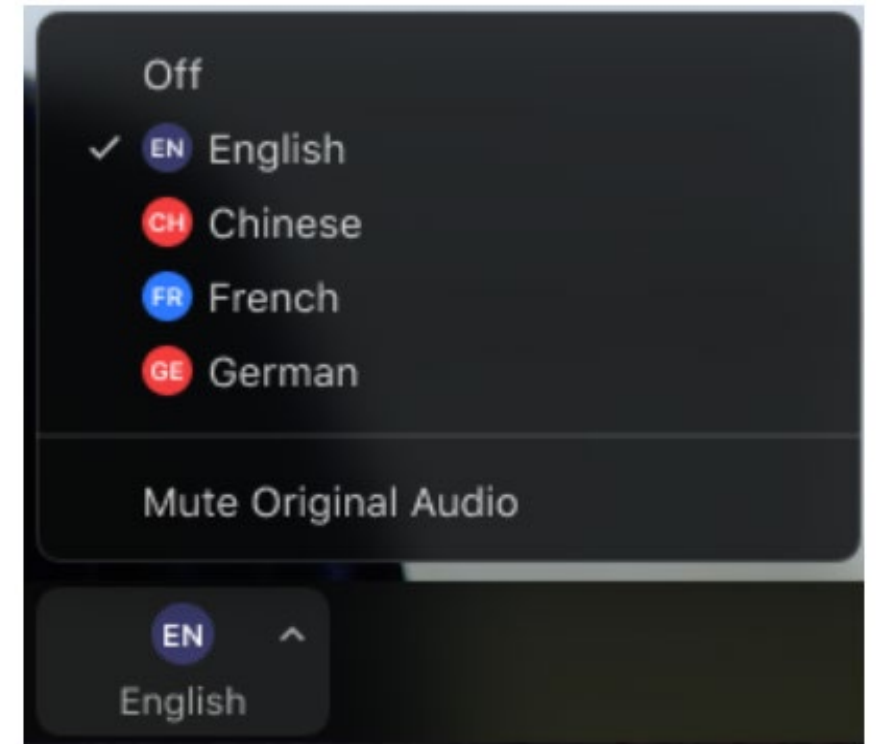 Off
EN English
CH Chinese
FR French
GE German
Mute Original Audio
EN
English